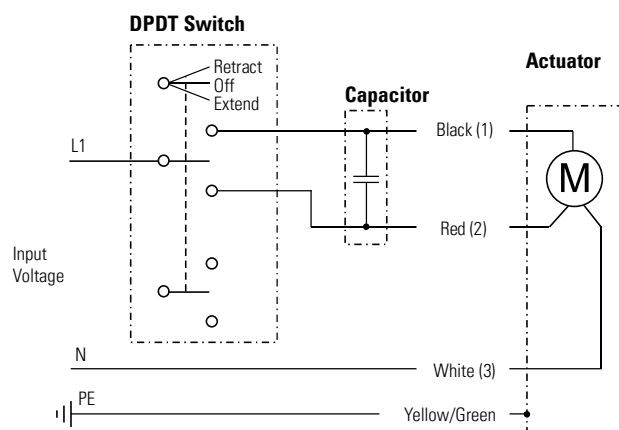 DPDT Switch
Retract
Off
Extend
Capacitor
Actuator
L1
Black (1)
M
Red (2)
Input
Voltage
N
White (3)
PE
Yellow/Green